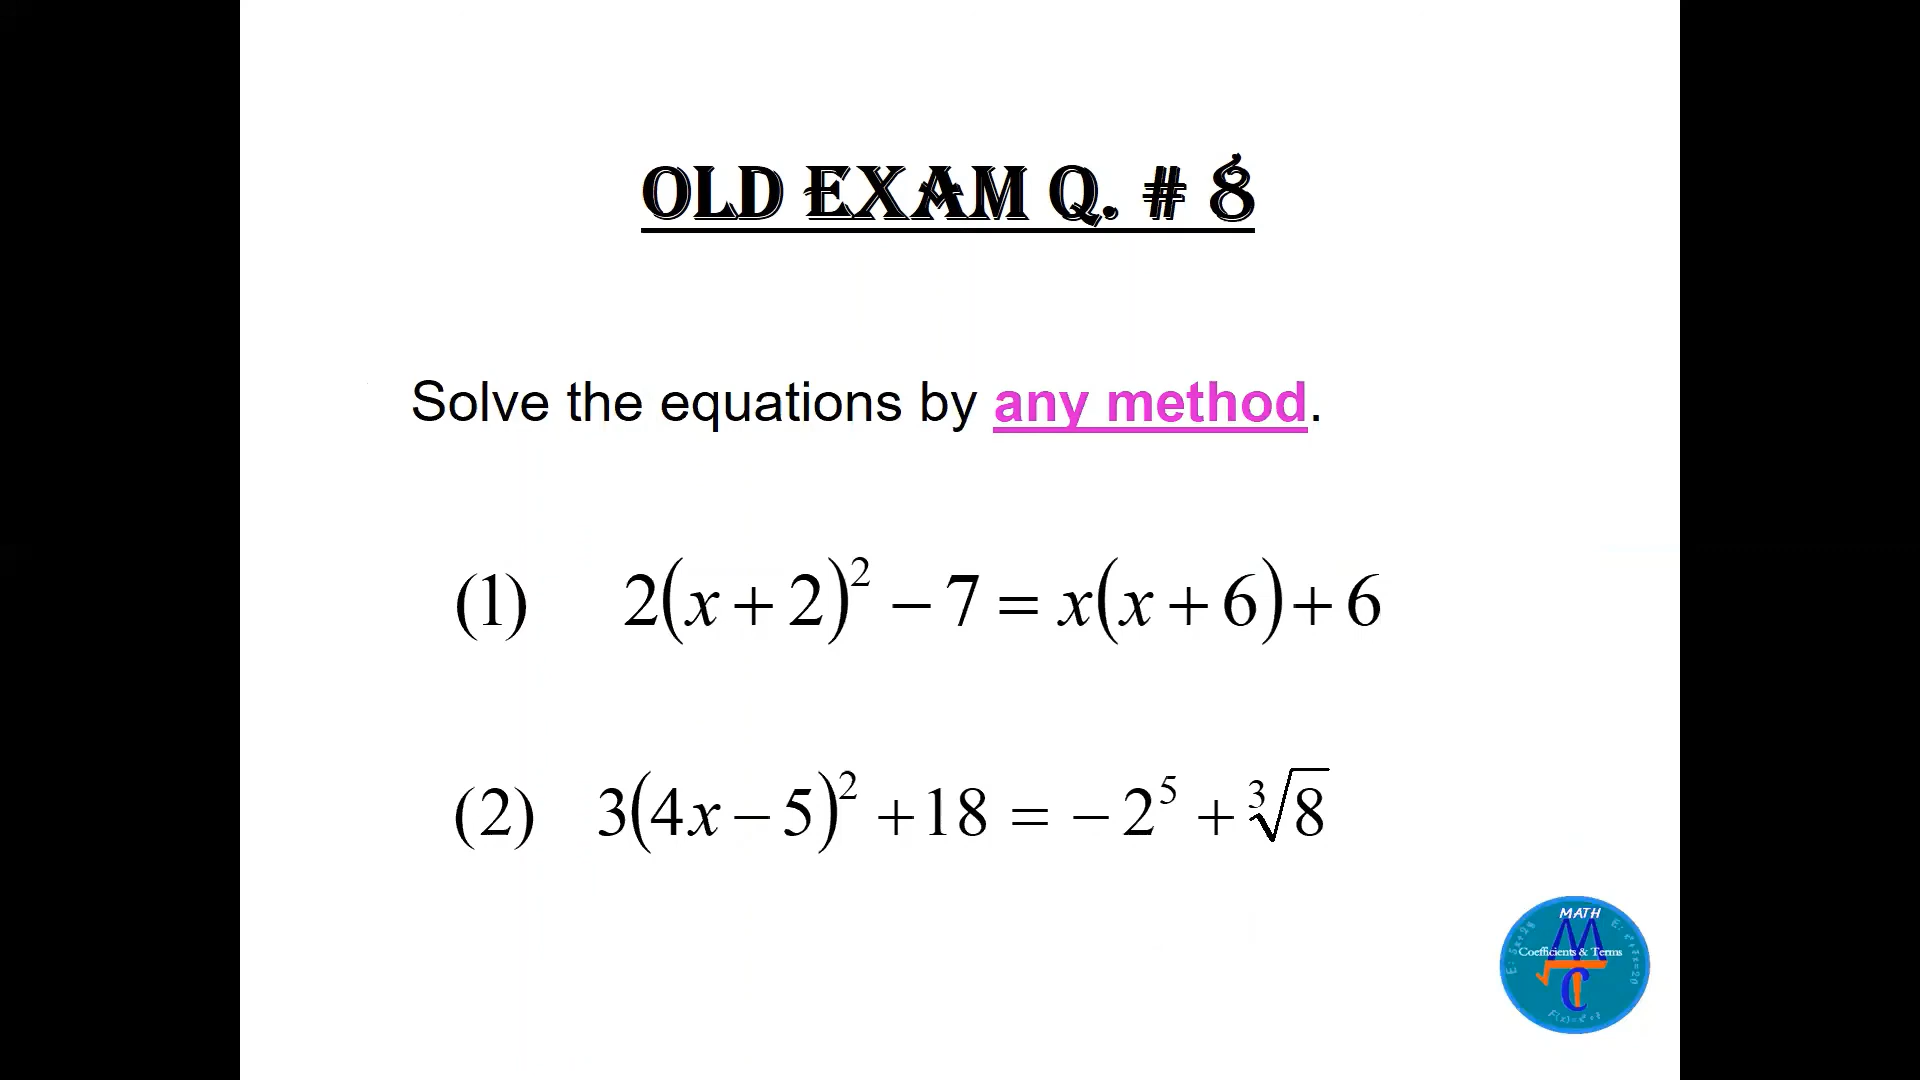 OLD EXAM Q. # 8
Solve the equations by any method.
(1) 2(x + 2)² − 7 = x(x + 6) + 6
(2) 3(4x − 5)² + 18 = − 2⁵ + ∛8
MATH
Coefficients & Terms